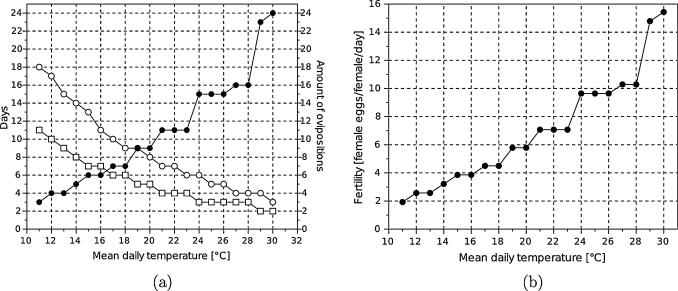 24 24 16
22 22
14
20 20
18 18 12
16 16
10
14 14
12 12 8
10 10
6
8 8
6 6 4
4 4
2
2 2
0 0 0
10 12 14 16 18 20 22 24 26 28 30 32
10 12 14 16 18 20 22 24 26 28 30
Days
Amount of ovipositions
Fertility [female eggs/female/day]
Mean daily temperature [°C] Mean daily temperature [°C]
(a) (b)